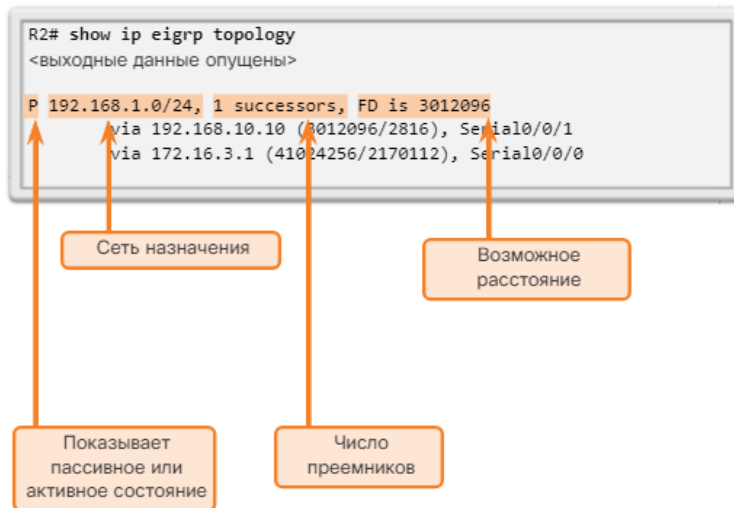 R2# show ip eigrp topology
<выходные данные опущены>
P 192.168.1.0/24, 1 successors, FD is 3012096
via 192.168.10.10 (3012096/2816), Serial0/0/1
via 172.16.3.1 (41024256/2170112), Serial0/0/0
Сеть назначения
Возможное
расстояние
Показывает
пассивное или
активное состояние
Число
преемников